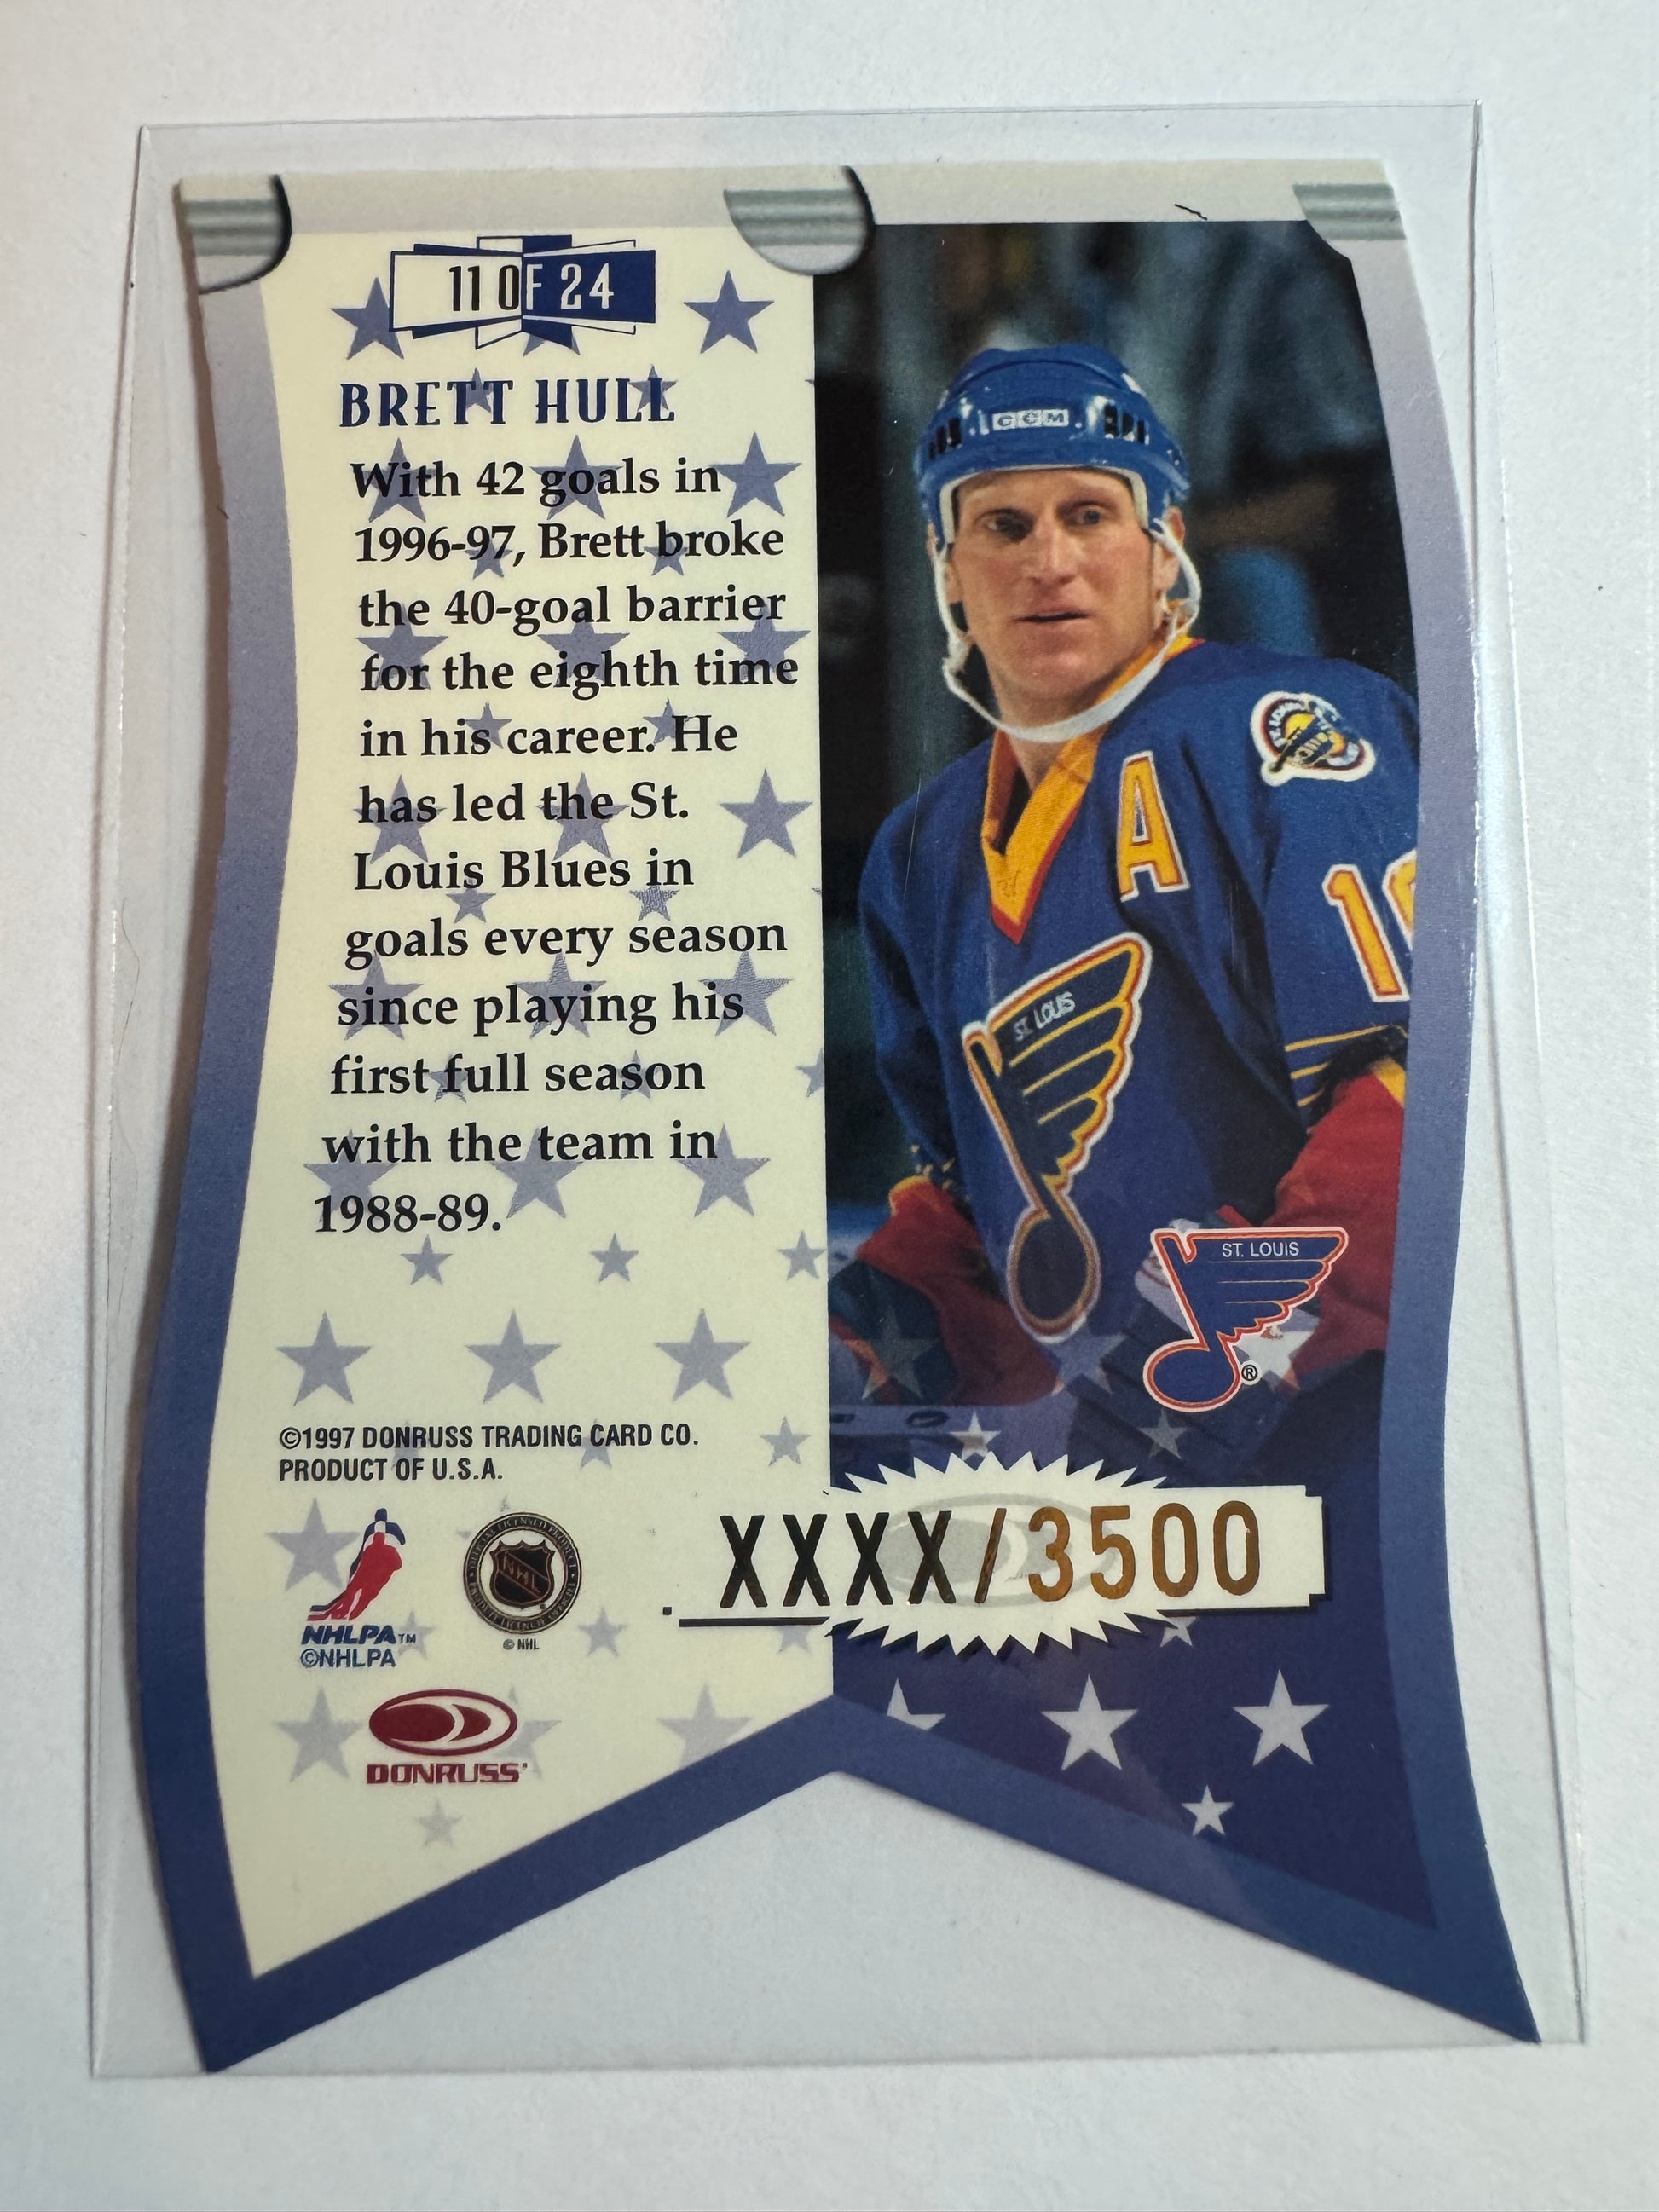 11 OF 24
BRETT HULL
With 42 goals in
1996-97, Brett broke
the 40-goal barrier
for the eighth time
in his career. He
has led the St.
Louis Blues in
goals every season
since playing his
first full season
with the team in
1988-89.
©1997 DONRUSS TRADING CARD CO.
PRODUCT OF U.S.A.
NHLPA™
©NHLPA
NHL
© NHL
DONRUSS
CCM
A
ST. LOUIS
ST. LOUIS
®
XXXX/3500